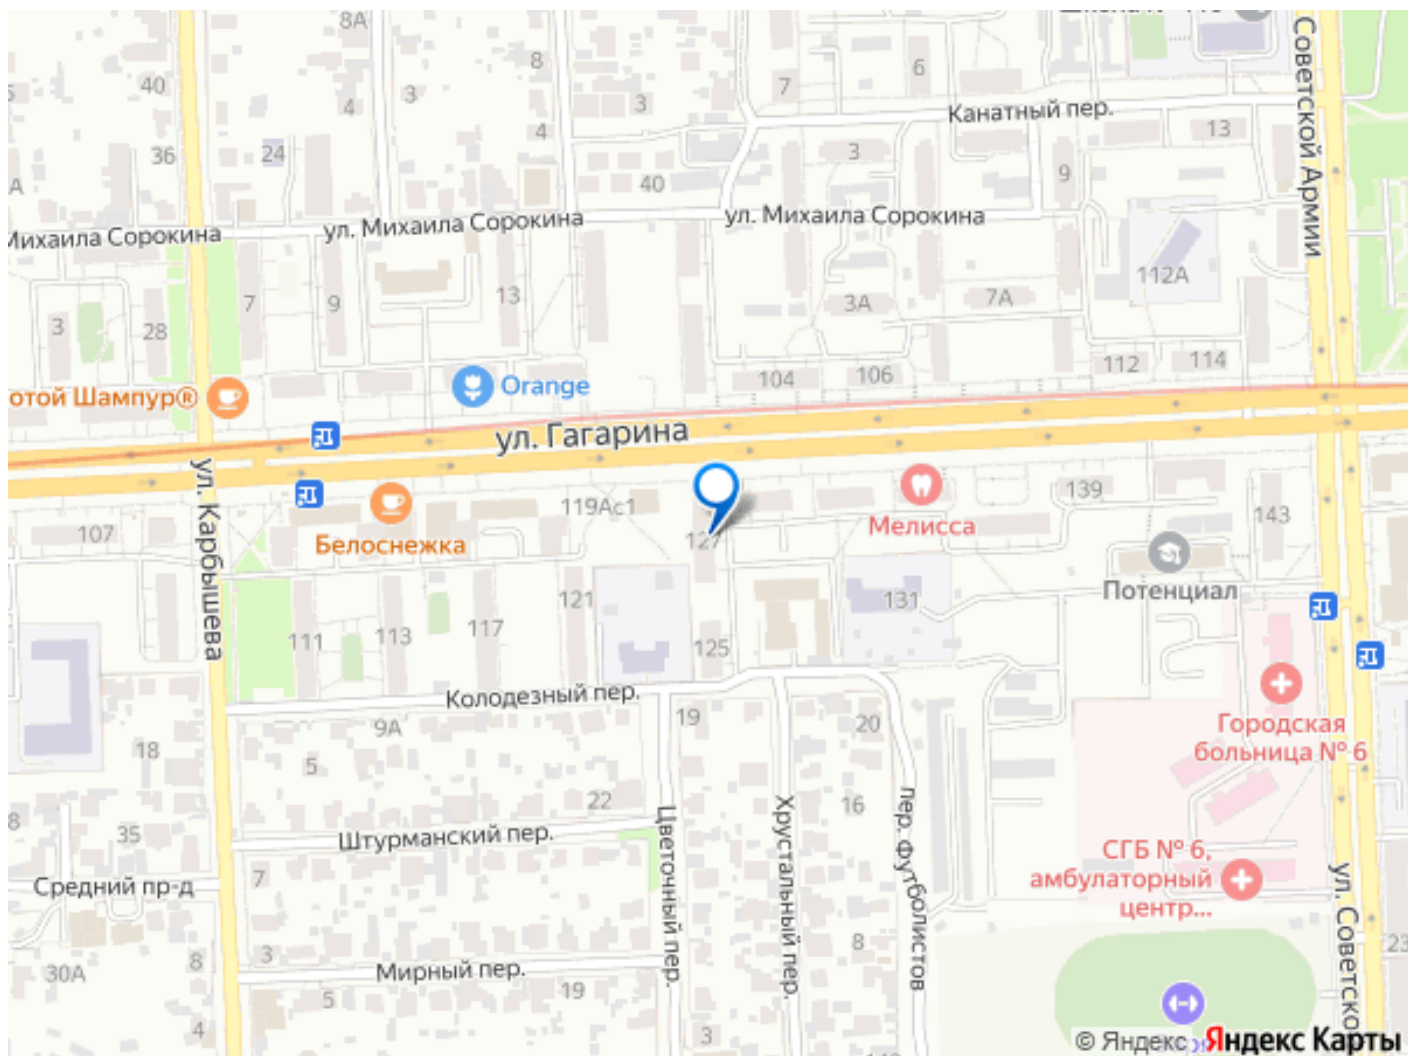 8А
Советской Армии
40
3
8
7
6
4
3
4
Канатный пер.
13
36
24
3
9
40
А
ул. Михаила Сорокина
ул. Михаила Сорокина
Михаила Сорокина
112А
7
9
13
3А
7А
3
28
112
114
104
106
Orange
отой Шампур®
ул. Гагарина
ул. Карбышева
119Ас1
139
Мелисса
143
107
Белоснежка
127
Потенциал
121
131
111
113
117
125
Колодезный пер.
9А
19
20
Городская
больница № 6
18
5
22
16
8
35
Штурманский пер.
Цветочный пер.
Хрустальный пер.
пер. Футболистов
СГБ № 6,
амбулаторный
центр...
ул. Советско
7
Средний пр-д
3
8
8
23
30А
Мирный пер.
5
19
4
3
© Яндекс Яндекс Карты